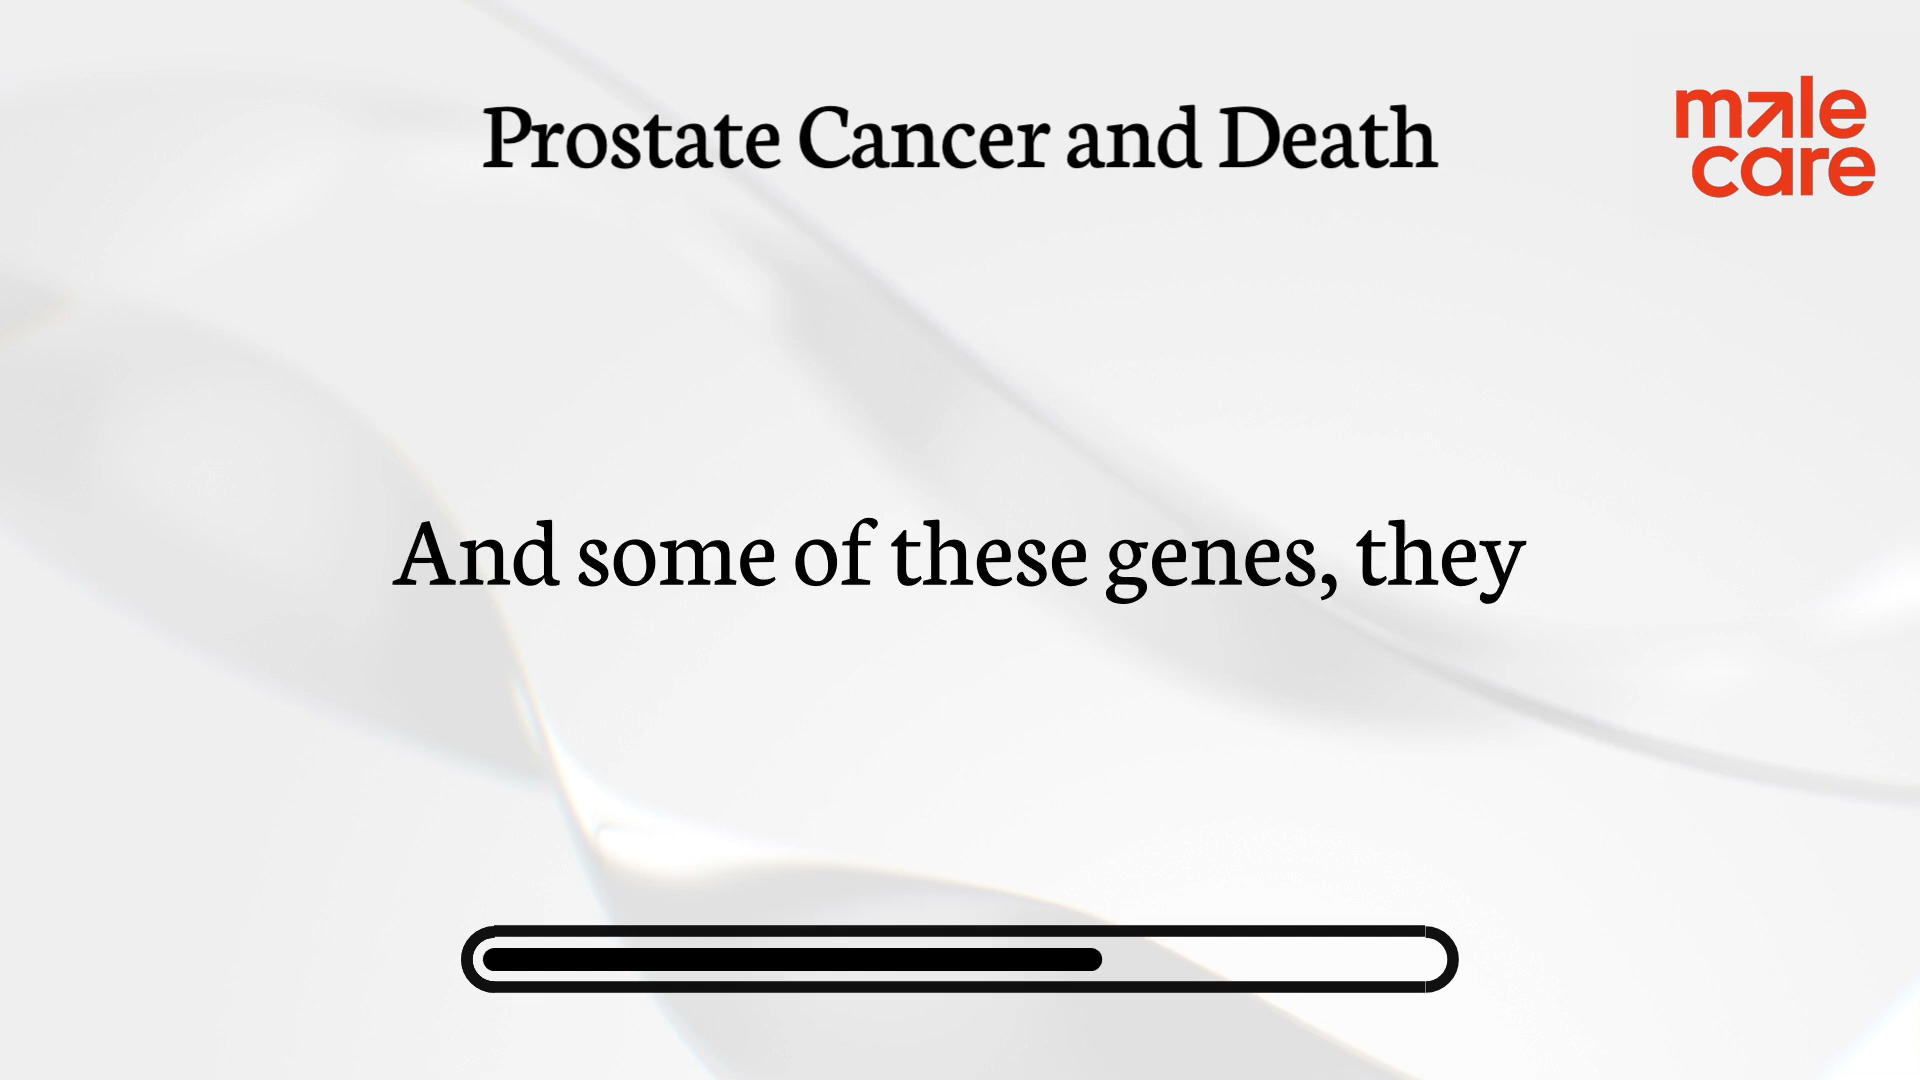 Prostate Cancer and Death
male
care
And some of these genes, they